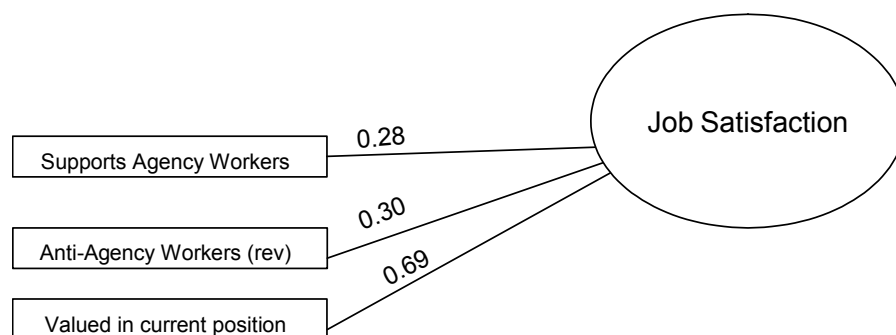 Job Satisfaction
0.28
Supports Agency Workers
0.30
Anti-Agency Workers (rev)
0.69
Valued in current position